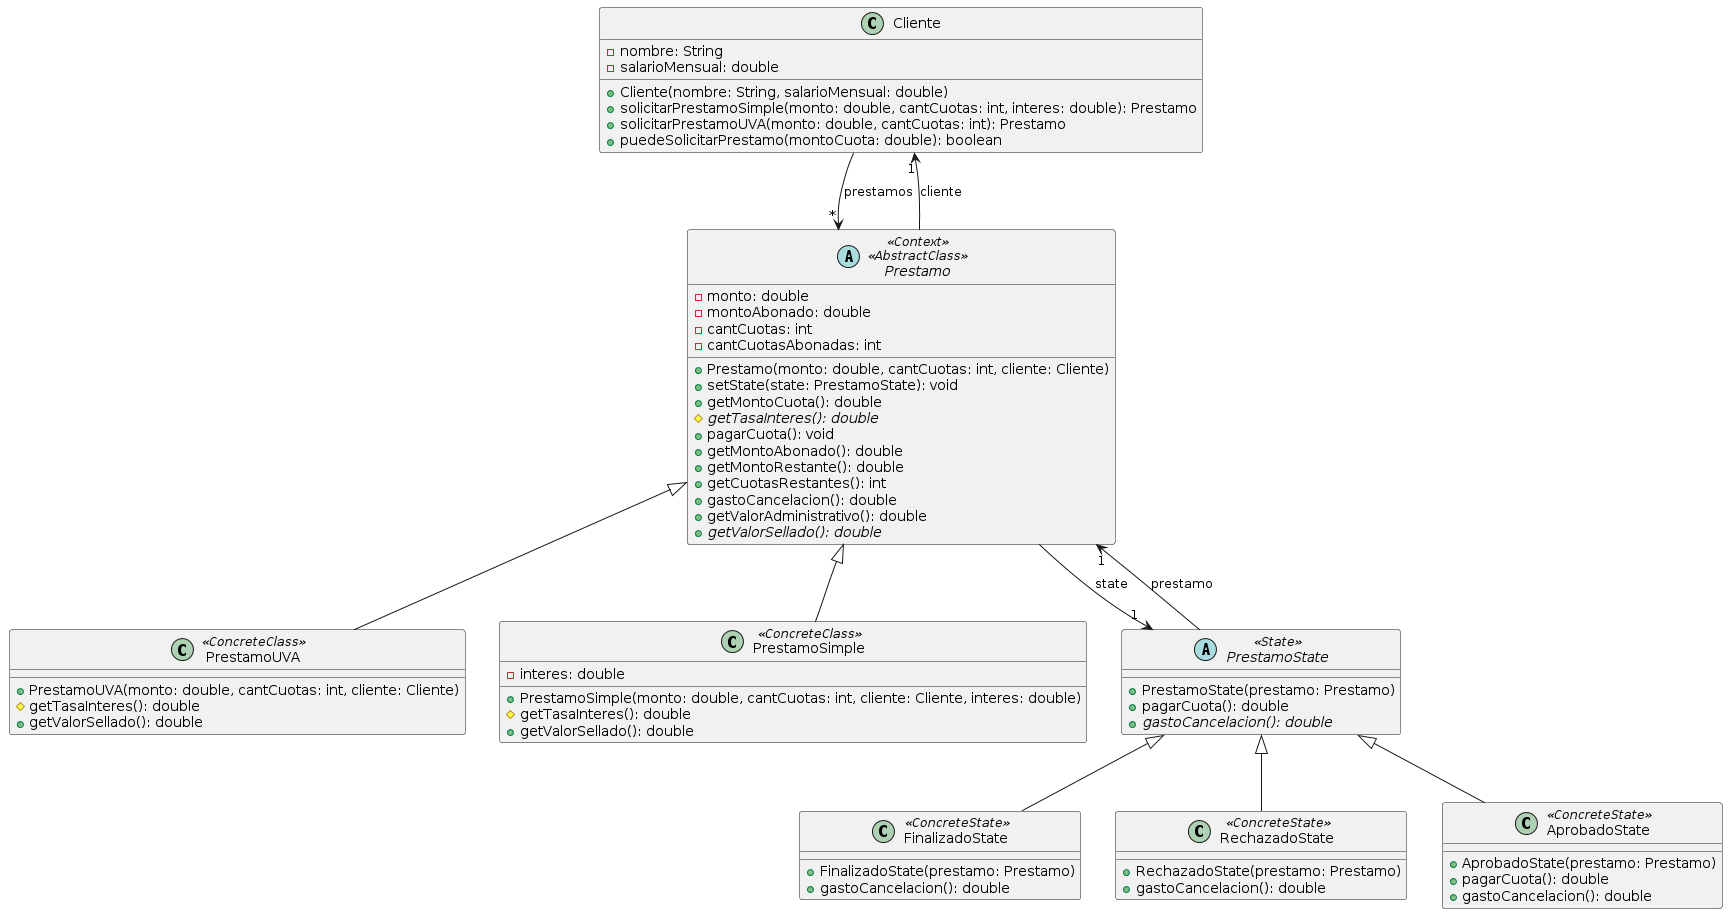 C Cliente
nombre: String
salarioMensual: double
Cliente(nombre: String, salarioMensual: double)
solicitarPrestamoSimple(monto: double, cantCuotas: int, interes: double): Prestamo
solicitarPrestamoUVA(monto: double, cantCuotas: int): Prestamo
puedeSolicitarPrestamo(montoCuota: double): boolean
1
prestamos
cliente
*
«Context»
«AbstractClass»
A Prestamo
monto: double
montoAbonado: double
cantCuotas: int
cantCuotasAbonadas: int
Prestamo(monto: double, cantCuotas: int, cliente: Cliente)
setState(state: PrestamoState): void
getMontoCuota(): double
getTasaInteres(): double
pagarCuota(): void
getMontoAbonado(): double
getMontoRestante(): double
getCuotasRestantes(): int
gastoCancelacion(): double
getValorAdministrativo(): double
getValorSellado(): double
1
state
prestamo
1
«ConcreteClass»
C PrestamoUVA
PrestamoUVA(monto: double, cantCuotas: int, cliente: Cliente)
getTasaInteres(): double
getValorSellado(): double
«ConcreteClass»
C PrestamoSimple
interes: double
PrestamoSimple(monto: double, cantCuotas: int, cliente: Cliente, interes: double)
getTasaInteres(): double
getValorSellado(): double
«State»
A PrestamoState
PrestamoState(prestamo: Prestamo)
pagarCuota(): double
gastoCancelacion(): double
«ConcreteState»
C FinalizadoState
FinalizadoState(prestamo: Prestamo)
gastoCancelacion(): double
«ConcreteState»
C RechazadoState
RechazadoState(prestamo: Prestamo)
gastoCancelacion(): double
«ConcreteState»
C AprobadoState
AprobadoState(prestamo: Prestamo)
pagarCuota(): double
gastoCancelacion(): double